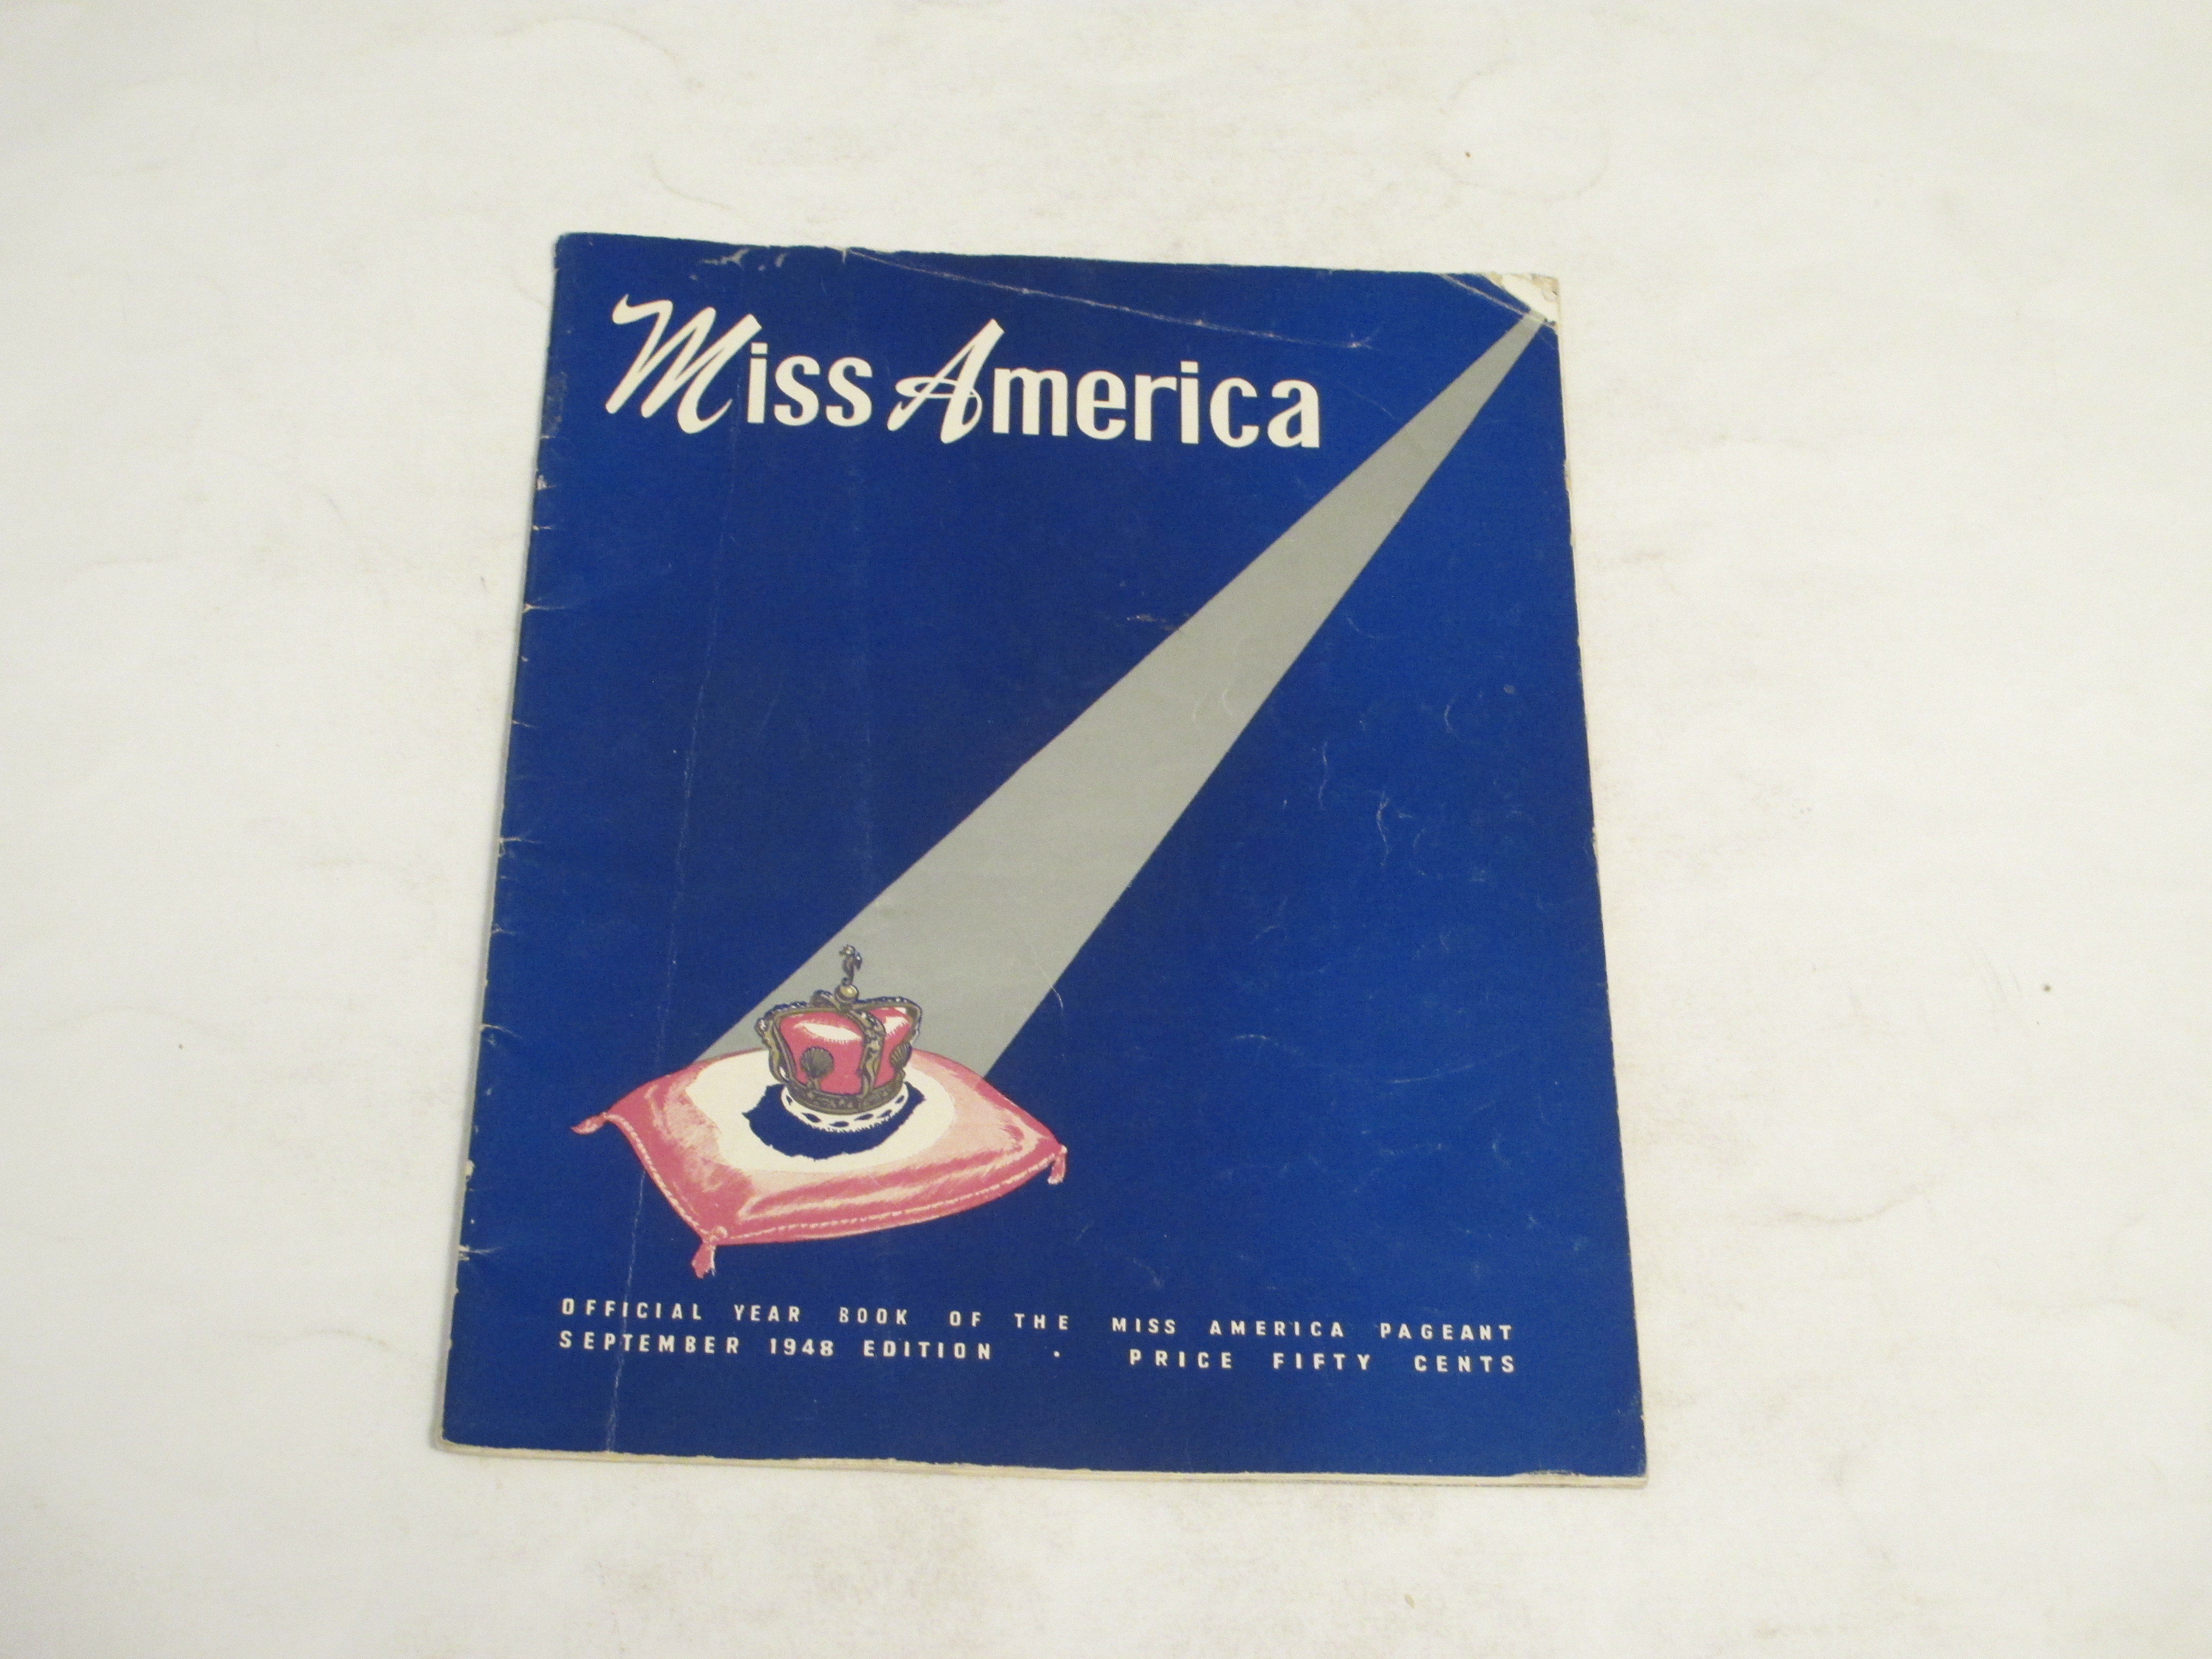 Miss America
OFFICIAL YEAR BOOK OF THE MISS AMERICA PAGEANT
SEPTEMBER 1948 EDITION • PRICE FIFTY CENTS